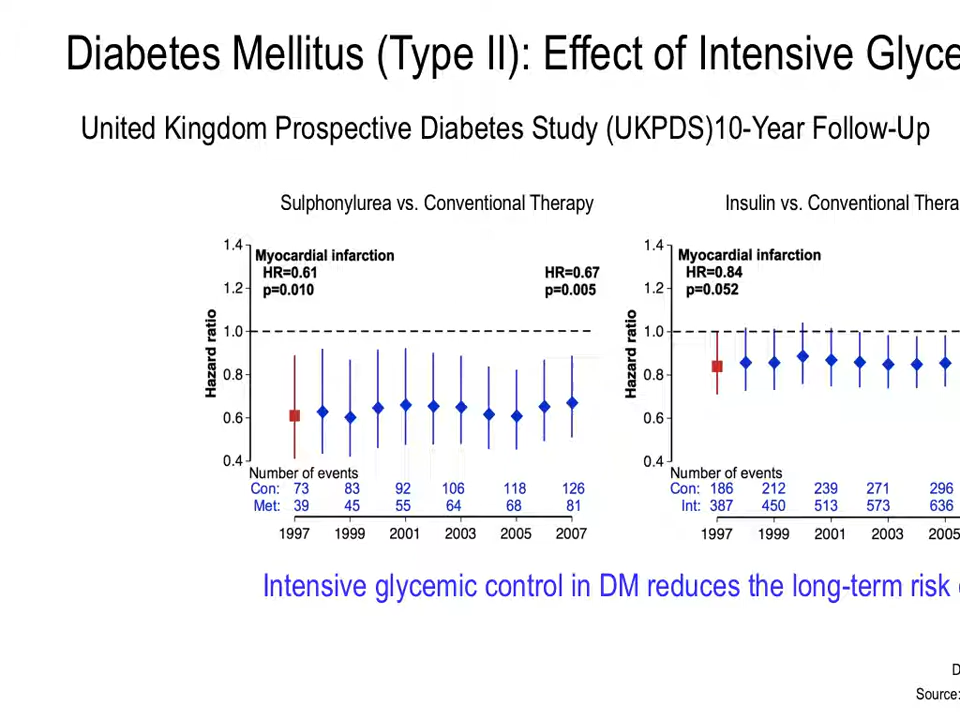 Diabetes Mellitus (Type II): Effect of Intensive Glyce
United Kingdom Prospective Diabetes Study (UKPDS)10-Year Follow-Up
Sulphonylurea vs. Conventional Therapy
1.4
Myocardial infarction
HR=0.61 HR=0.67
1.2
p=0.010 p=0.005
1.0
Hazard ratio
0.8
0.6
0.4
Number of events
Con: 73 83 92 106 118 126
Met: 39 45 55 64 68 81
1997 1999 2001 2003 2005 2007
Insulin vs. Conventional Thera
1.4
Myocardial infarction
HR=0.84
1.2
p=0.052
1.0
Hazard ratio
0.8
0.6
0.4
Number of events
Con: 186 212 239 271 296
Int: 387 450 513 573 636
1997 1999 2001 2003 2005
Intensive glycemic control in DM reduces the long-term risk
D
Source: